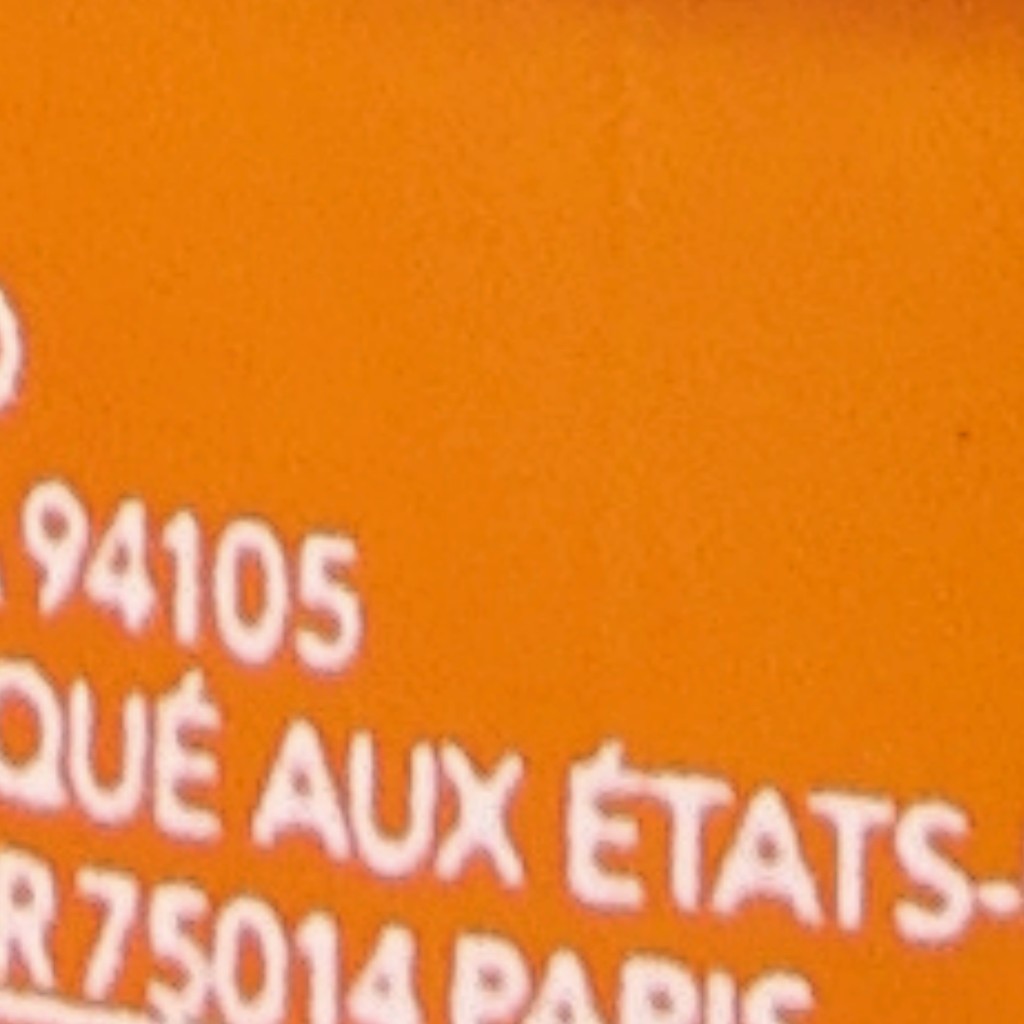 94105
QUÉ AUX ÉTATS-
R 75014 PARIS